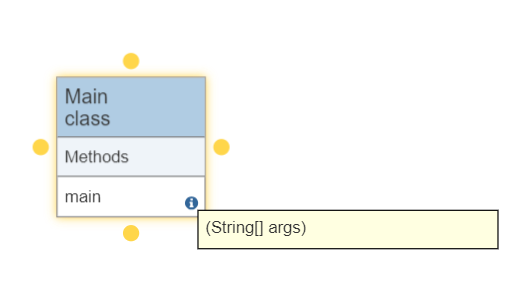 Main
class
Methods
main
(String[] args)